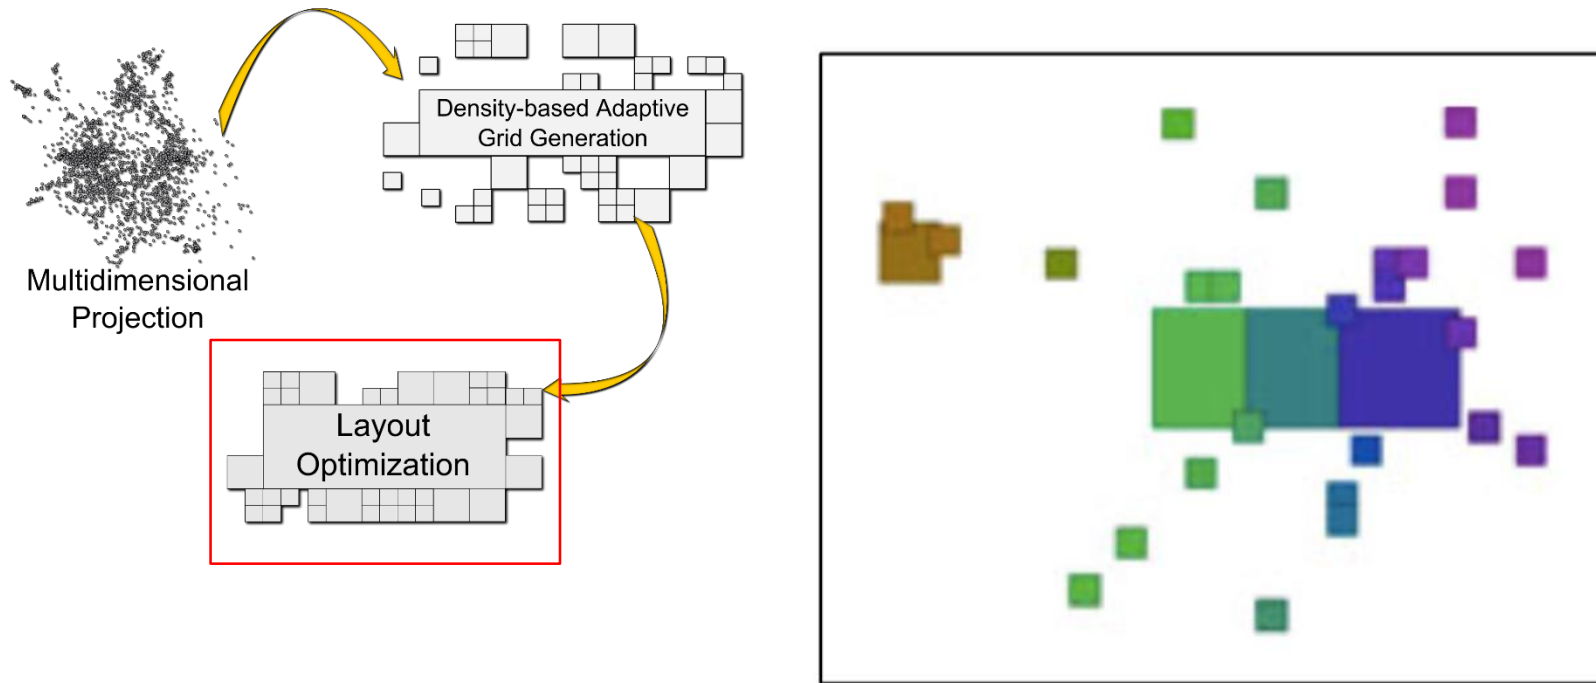 Density-based Adaptive
Grid Generation
Multidimensional
Projection
Layout
Optimization